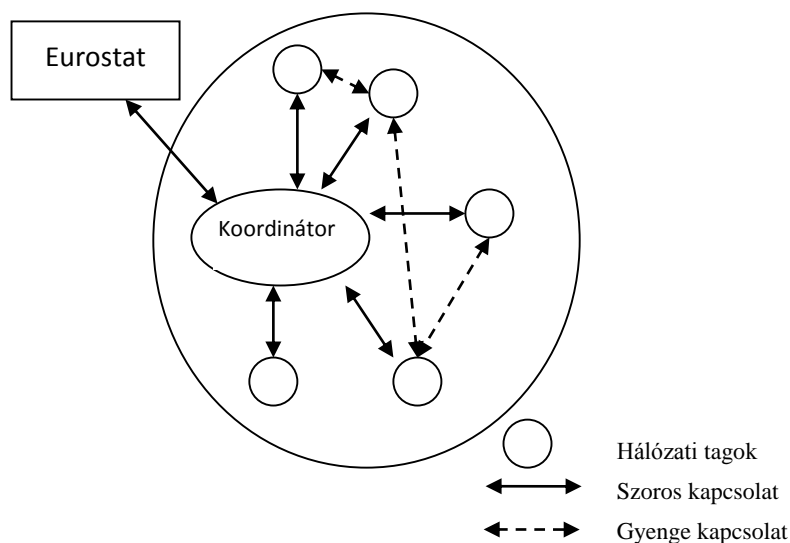 Eurostat
Koordinátor
Hálózati tagok
Szoros kapcsolat
Gyenge kapcsolat